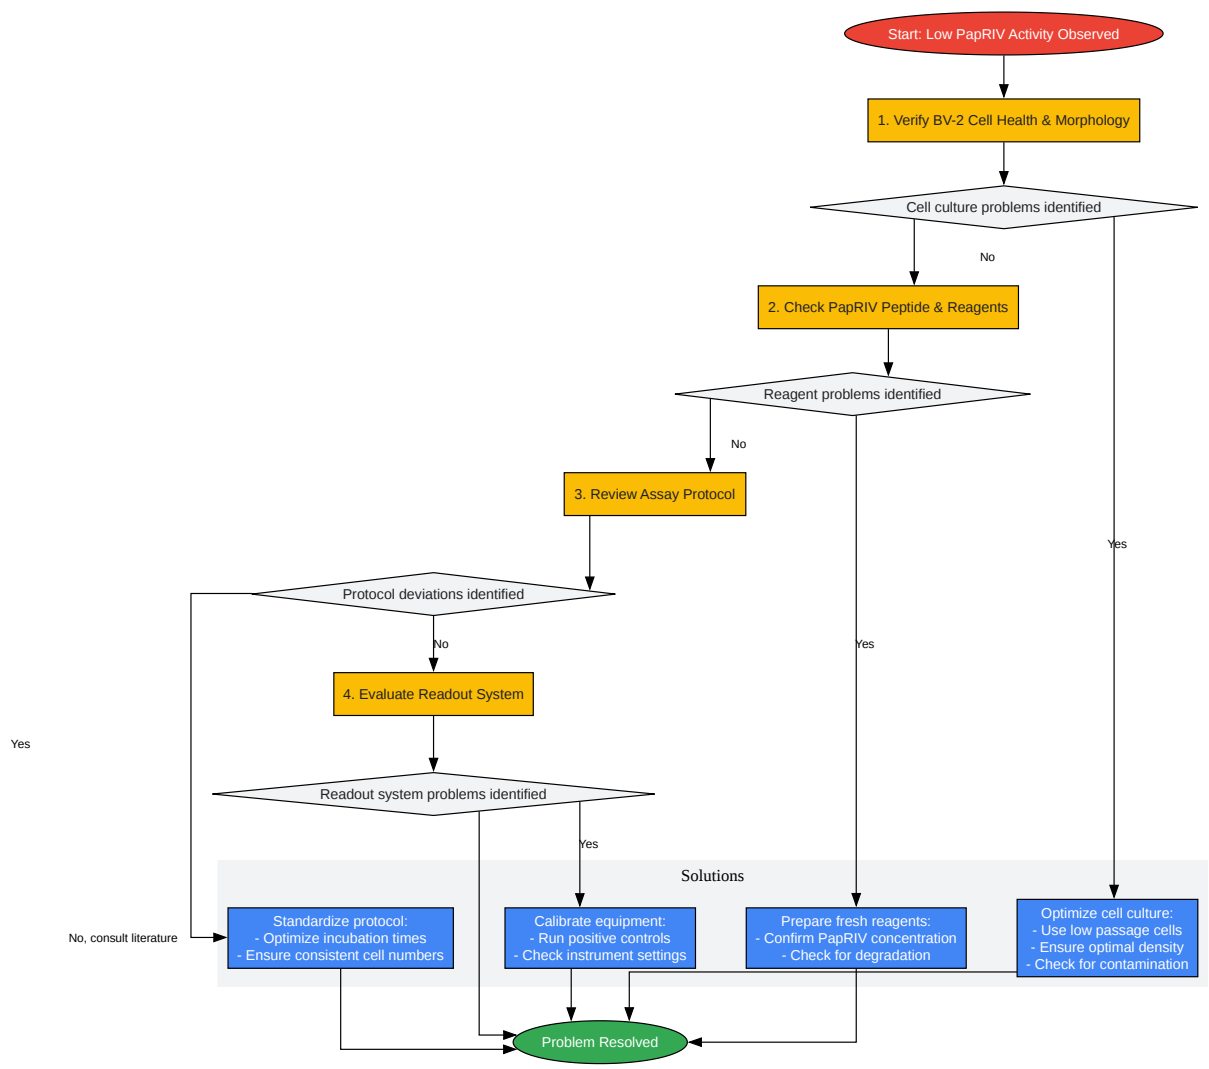 Start: Low PapRIV Activity Observed
1. Verify BV-2 Cell Health & Morphology
Cell culture problems identified
No
2. Check PapRIV Peptide & Reagents
Reagent problems identified
No
3. Review Assay Protocol
Yes
Protocol deviations identified
No
Yes
4. Evaluate Readout System
Yes
Readout system problems identified
Yes
Solutions
Standardize protocol:
- Optimize incubation times
- Ensure consistent cell numbers
Calibrate equipment:
- Run positive controls
- Check instrument settings
Prepare fresh reagents:
- Confirm PapRIV concentration
- Check for degradation
Optimize cell culture:
- Use low passage cells
- Ensure optimal density
- Check for contamination
No, consult literature
Problem Resolved